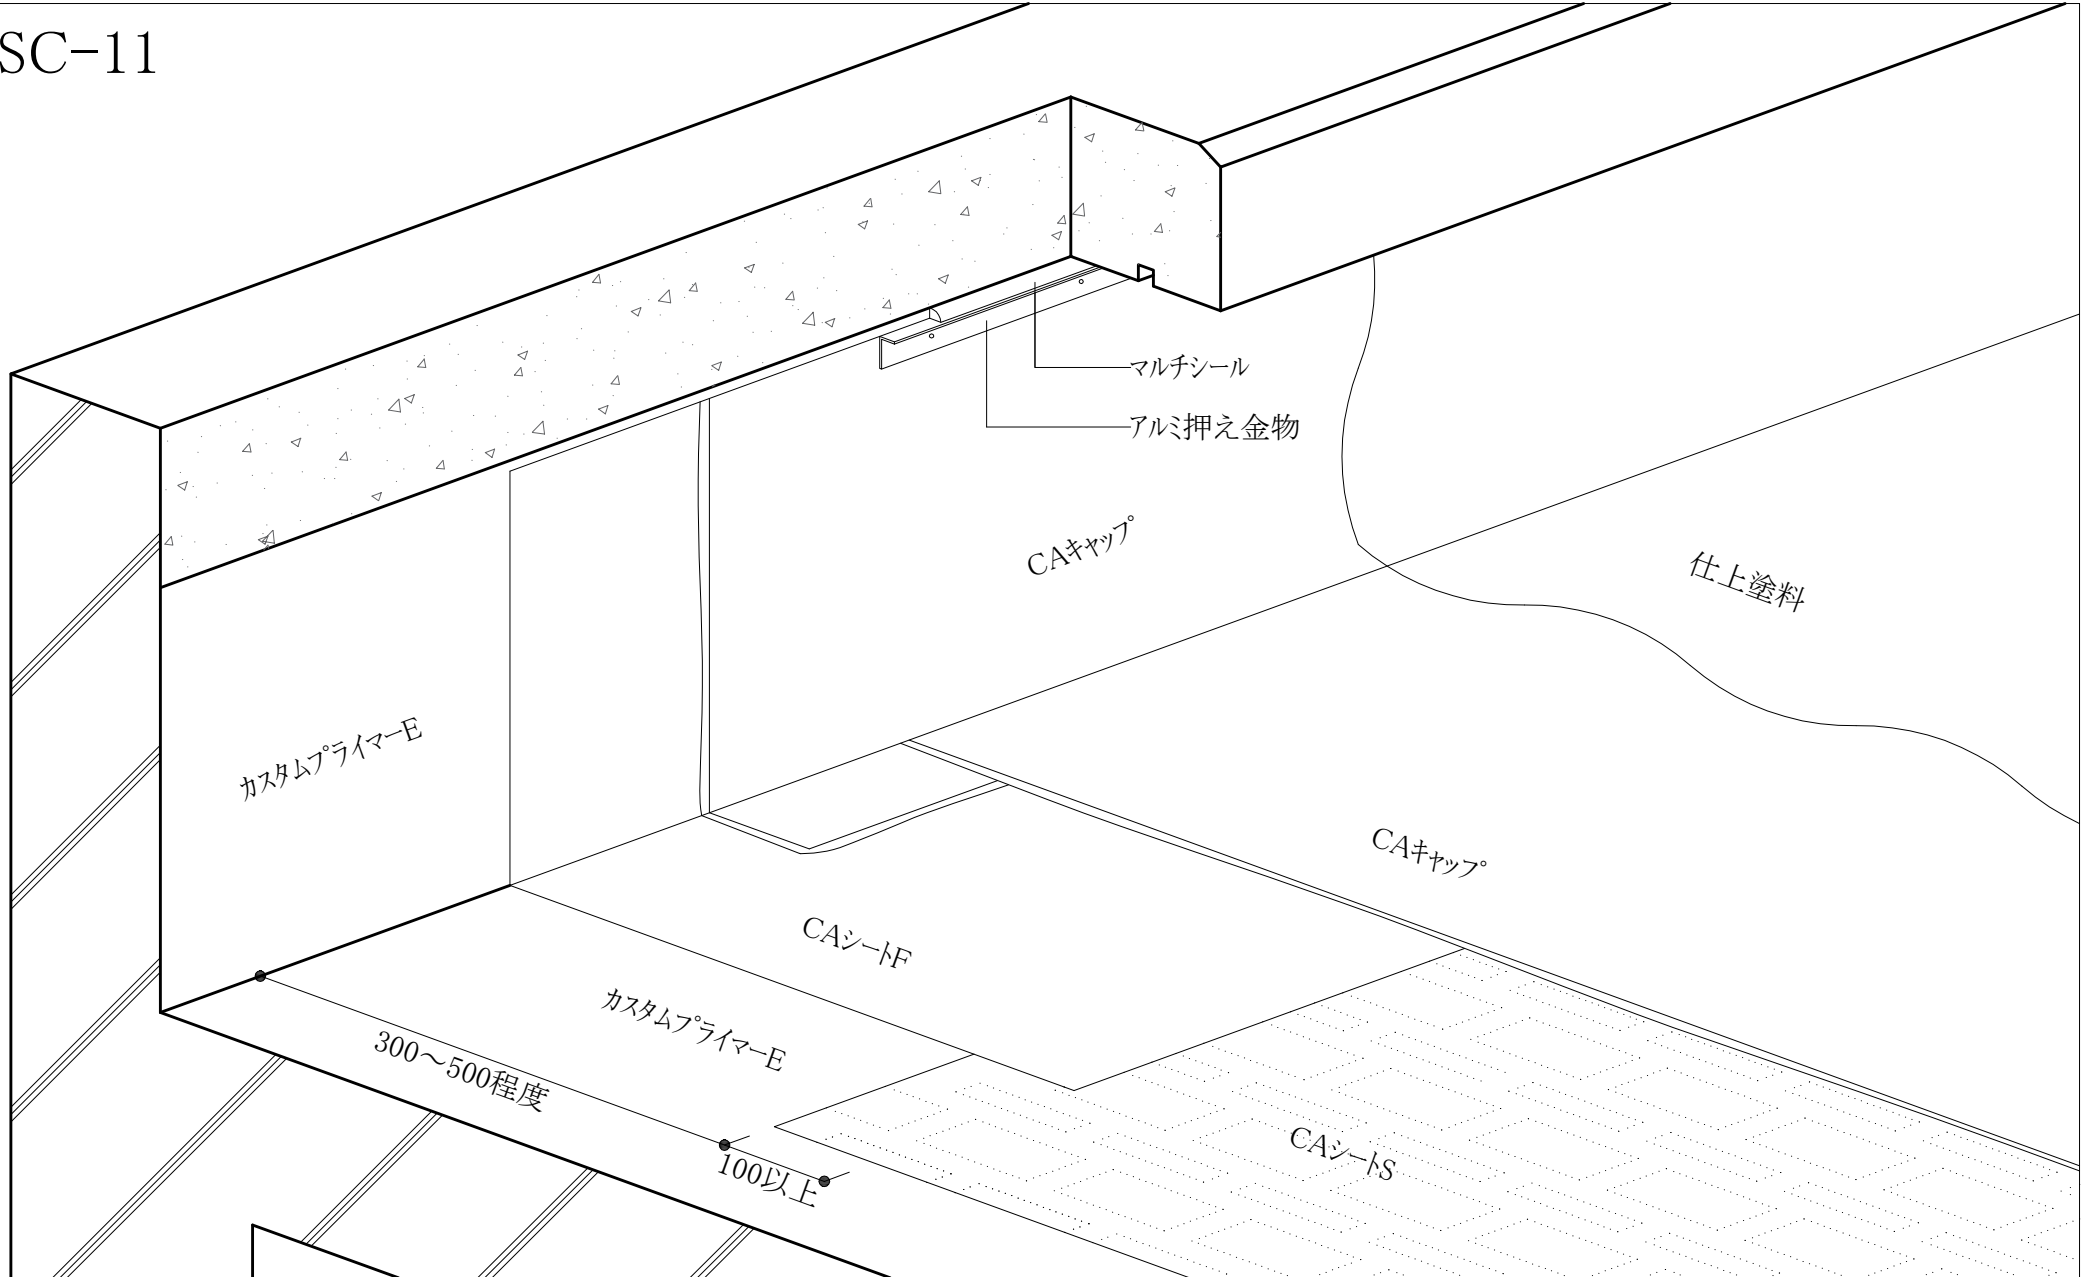 SC-11
マルチシール
アルミ押え金物
CAキャップ
仕上塗料
カスタムプライマーE
CAキャップ
CAシートF
カスタムプライマーE
300～500程度
100以上
CAシートS